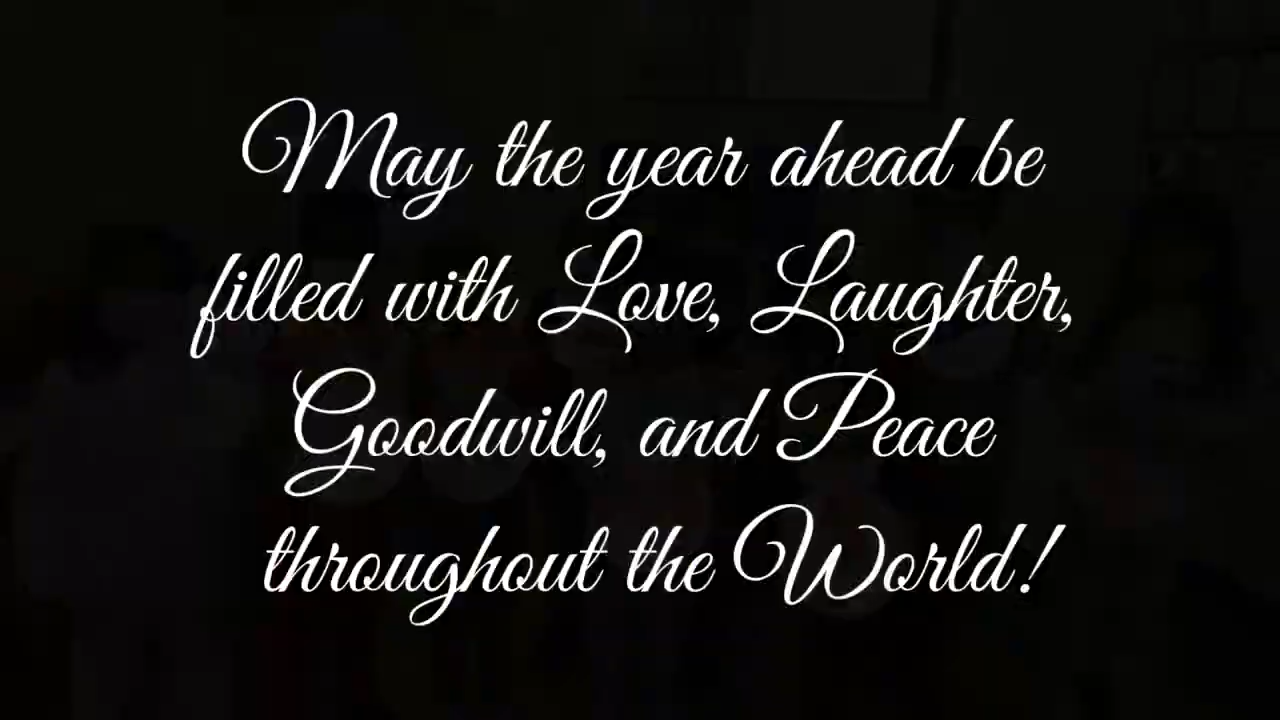 May the year ahead be
filled with Love, Laughter,
Goodwill, and Peace
throughout the World!